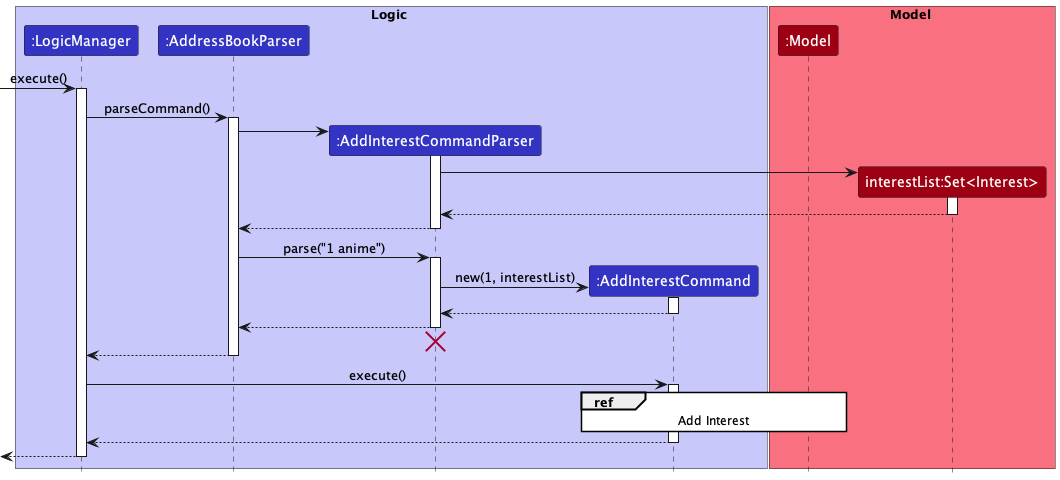 Logic
Model
:LogicManager
:AddressBookParser
:Model
execute()
parseCommand()
:AddInterestCommandParser
interestList:Set<Interest>
parse("1 anime")
new(1, interestList)
:AddInterestCommand
execute()
ref
Add Interest